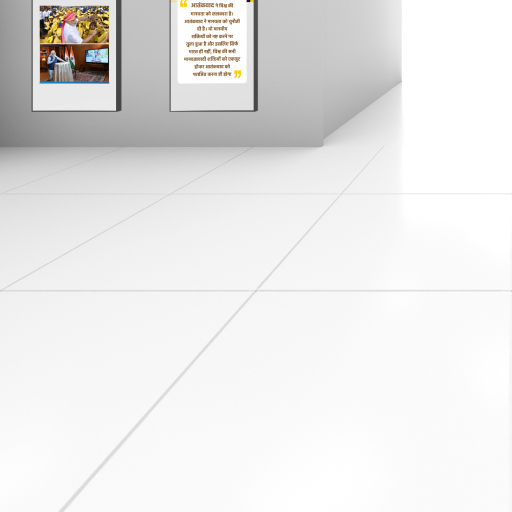 आतंकवाद ने विश्व की
मानवता को ललकारा है।
आतंकवाद ने मानवता को चुनौती
दी है। वो मानवीय
शक्तियों को नष्ट करने पर
तुला हुआ है और इसलिए सिर्फ
भारत ही नहीं, विश्व की सभी
मानवतावादी शक्तियों को एकजुट
होकर आतंकवाद को
पराजित करना ही होगा